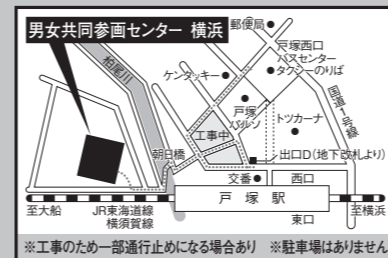 男女共同参画センター 横浜
郵便局
戸塚西口
バスセンター
タクシーのりば
柏尾川
ケンタッキー
国道1号線
戸塚
パルソ
トツカーナ
工事中
朝日橋
出口D(地下改札より)
交番
西口
戸塚駅
至大船
JR東海道線
横須賀線
東口
至横浜
※工事のため一部通行止めになる場合あり ※駐車場はありません